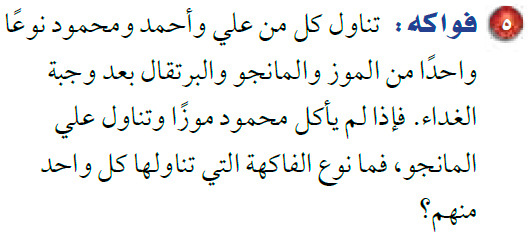 ٥ فواكه: تناول كل من علي وأحمد ومحمود نوعًا
واحدًا من الموز والمانجو والبرتقال بعد وجبة
الغداء. فإذا لم يأكل محمود موزًا وتناول علي
المانجو، فما نوع الفاكهة التي تناولها كل واحد
منهم؟